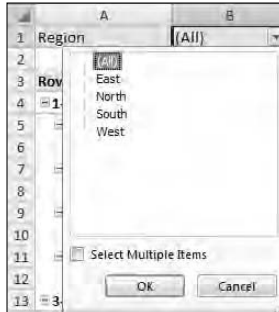 A B
1 Region (All)
2 (All)
East
3 Row
North
4 1-
South
5
West
6
7
8
9
10
11 Select Multiple Items
12 OK Cancel
13 3-